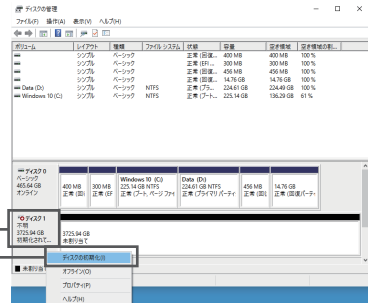 ディスクの管理
ファイル(F) 操作(A) 表示(V) ヘルプ(H)
ボリューム レイアウト 種類 ファイル システム 状態 容量 空き領域 空き領域の割...
シンプル ベーシック 正常 (回復... 400 MB 400 MB 100 %
シンプル ベーシック 正常 (EFI ... 300 MB 300 MB 100 %
シンプル ベーシック 正常 (回復... 456 MB 456 MB 100 %
シンプル ベーシック 正常 (回復... 14.76 GB 14.76 GB 100 %
Data (D:) シンプル ベーシック NTFS 正常 (プラ... 224.61 GB 224.49 GB 100 %
Windows 10 (C:) シンプル ベーシック NTFS 正常 (ブート... 225.14 GB 136.29 GB 61 %
ディスク 0
ベーシック
465.64 GB
オンライン
400 MB
正常 (回
300 MB
正常 (EF
Windows 10 (C:)
225.14 GB NTFS
正常 (ブート, ページ ファイ
Data (D:)
224.61 GB NTFS
正常 (プライマリ パーティ
456 MB
正常 (回
14.76 GB
正常 (回復パーティ
ディスク 1
不明
3725.94 GB
初期化されて...
3725.94 GB
未割り当て
ディスクの初期化(I)
オフライン(O)
プロパティ(P)
ヘルプ(H)
未割り当